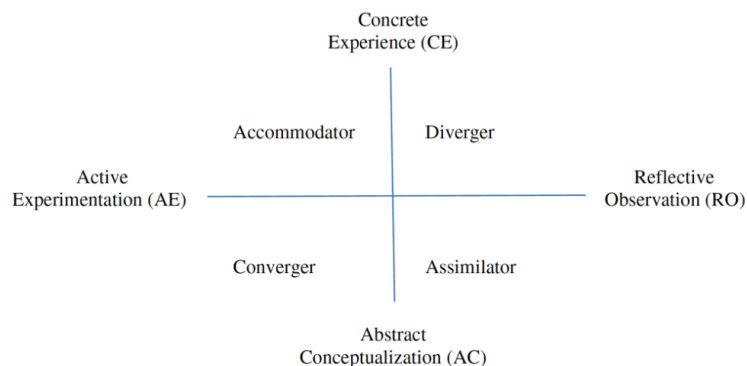 Concrete
Experience (CE)
Accommodator
Diverger
Active
Experimentation (AE)
Reflective
Observation (RO)
Converger
Assimilator
Abstract
Conceptualization (AC)